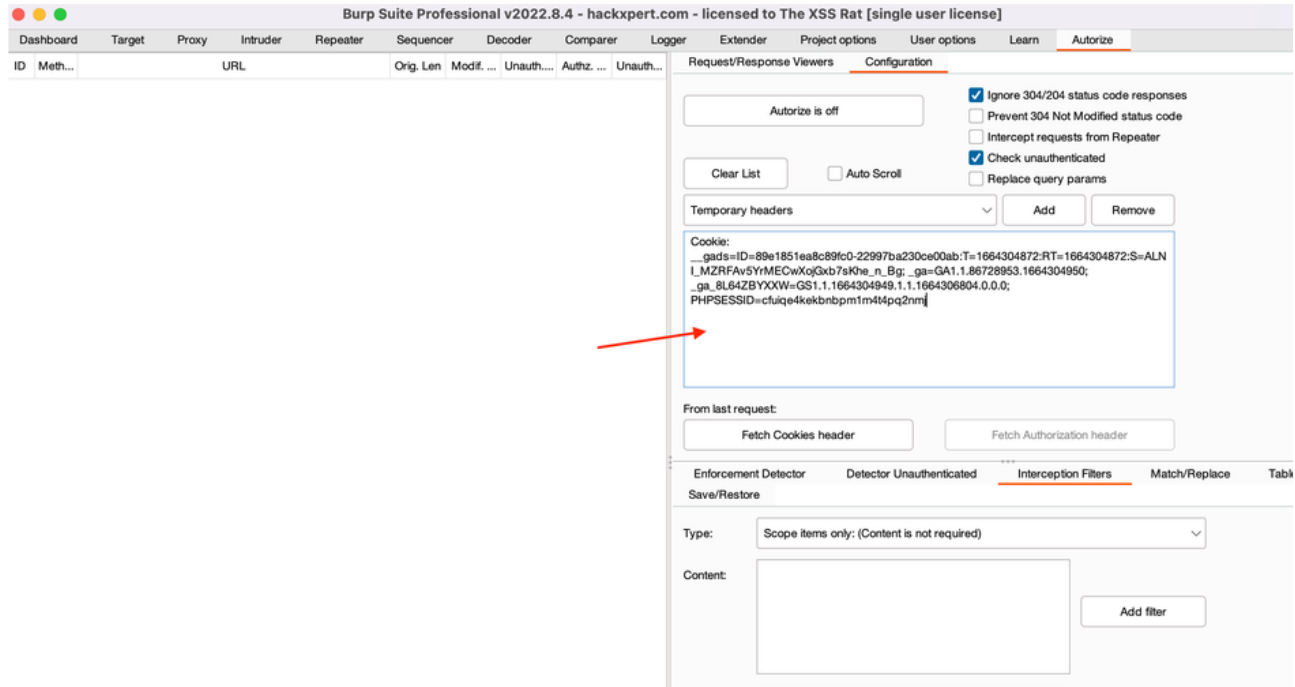 Burp Suite Professional v2022.8.4 - hackxpert.com - licensed to The XSS Rat [single user license]
Dashboard Target Proxy Intruder Repeater Sequencer Decoder Comparer Logger Extender Project options User options Learn Autorize
ID Meth... URL Orig. Len Modif. ... Unauth.... Authz. ... Unauth...
Request/Response Viewers Configuration
Autorize is off
Ignore 304/204 status code responses
Prevent 304 Not Modified status code
Intercept requests from Repeater
Check unauthenticated
Clear List Auto Scroll Replace query params
Temporary headers Add Remove
Cookie:
__gads=ID=89e1851ea8c89fc0-22997ba230ce00ab:T=1664304872:RT=1664304872:S=ALN
I_MZRFAv5YrMECwXojGxb7sKhe_n_Bg; _ga=GA1.1.86728953.1664304950;
_ga_8L64ZBYXXW=GS1.1.1664304949.1.1.1664306804.0.0.0;
PHPSESSID=cfuiqe4kekbnbpm1m4t4pq2nmj
From last request:
Fetch Cookies header Fetch Authorization header
Enforcement Detector Detector Unauthenticated Interception Filters Match/Replace Tabl
Save/Restore
Type: Scope items only: (Content is not required)
Content:
Add filter